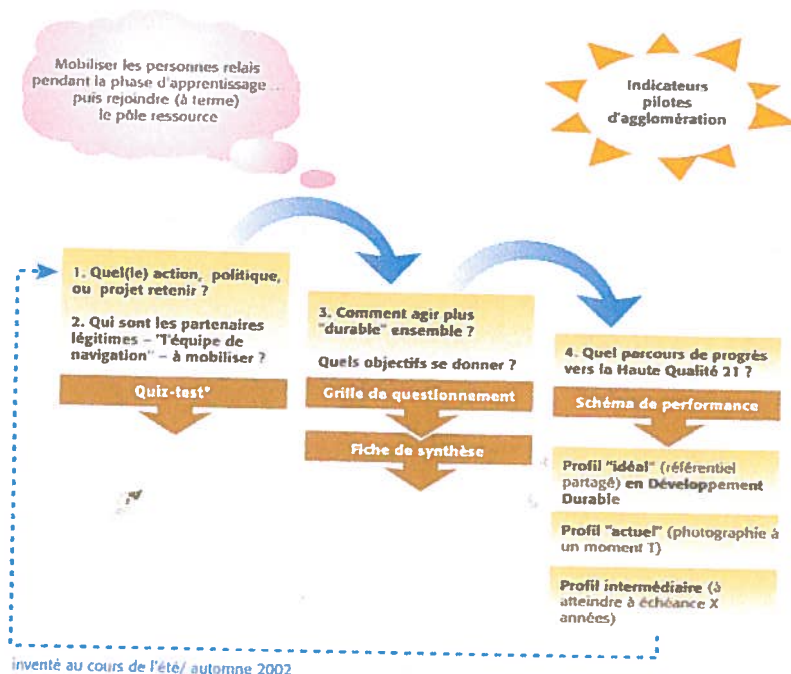 Mobiliser les personnes relais
pendant la phase d'apprentissage...
puis rejoindre (à terme)
le pôle ressource
Indicateurs
pilotes
d'agglomération
1. Quel(le) action, politique,
ou projet retenir ?
2. Qui sont les partenaires
légitimes – "l'équipe de
navigation" – à mobiliser ?
Quiz-test*
3. Comment agir plus
"durable" ensemble ?
Quels objectifs se donner ?
Grille de questionnement
Fiche de synthèse
4. Quel parcours de progrès
vers la Haute Qualité 21 ?
Schéma de performance
Profil "idéal" (référentiel
partagé) en Développement
Durable
Profil "actuel" (photographie à
un moment T)
Profil intermédiaire (à
atteindre à échéance X
années)
inventé au cours de l'été/ automne 2002